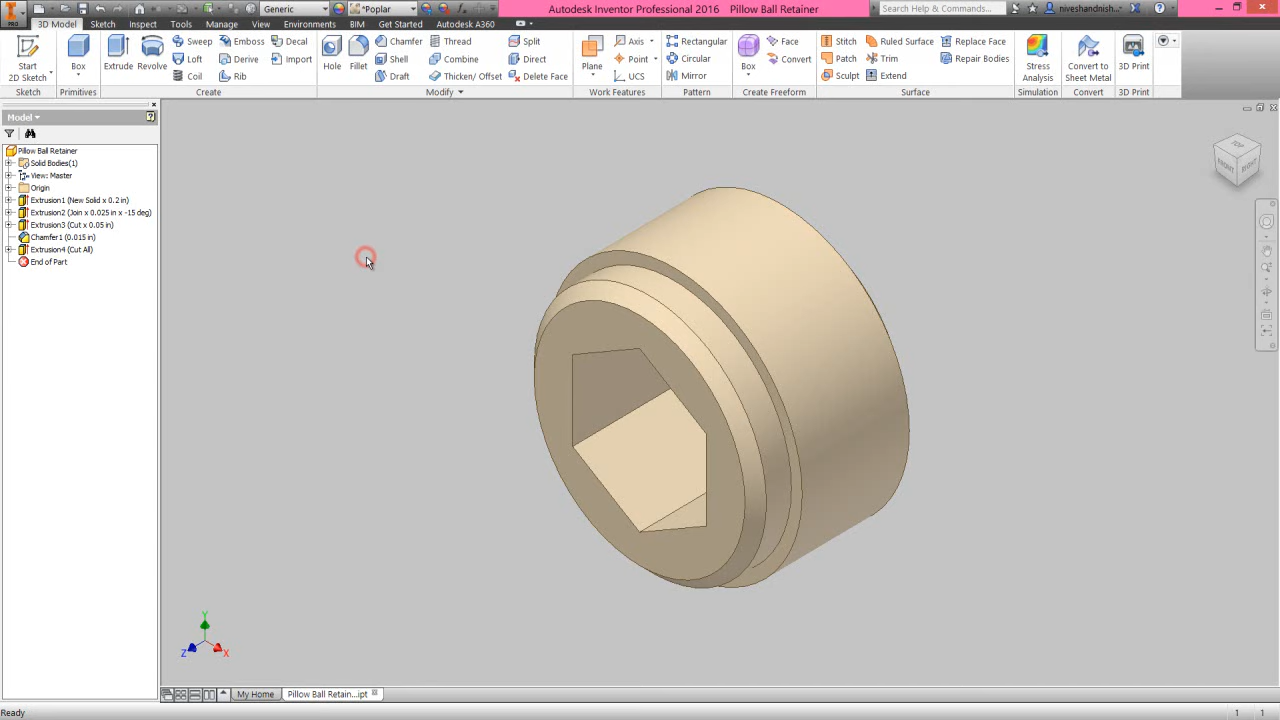 PRO
Generic
*Poplar
Autodesk Inventor Professional 2016 Pillow Ball Retainer
Search Help & Commands...
niveshandnish...
3D Model Sketch Inspect Tools Manage View Environments BIM Get Started Autodesk A360
Start
2D Sketch
Box
Extrude
Revolve
Sweep
Loft
Coil
Emboss
Derive
Rib
Decal
Import
Hole
Fillet
Chamfer
Shell
Draft
Thread
Combine
Thicken/ Offset
Split
Direct
Delete Face
Plane
Axis
Point
UCS
Rectangular
Circular
Mirror
Box
Face
Convert
Stitch
Patch
Sculpt
Ruled Surface
Trim
Extend
Replace Face
Repair Bodies
Stress
Analysis
Convert to
Sheet Metal
3D Print
Sketch Primitives Create Modify Work Features Pattern Create Freeform Surface Simulation Convert 3D Print
Model
Pillow Ball Retainer
Solid Bodies(1)
View: Master
Origin
Extrusion1 (New Solid x 0.2 in)
Extrusion2 (Join x 0.025 in x -15 deg)
Extrusion3 (Cut x 0.05 in)
Chamfer1 (0.015 in)
Extrusion4 (Cut All)
End of Part
TOP
FRONT
RIGHT
Y
Z
X
My Home
Pillow Ball Retain...ipt
Ready
1 1